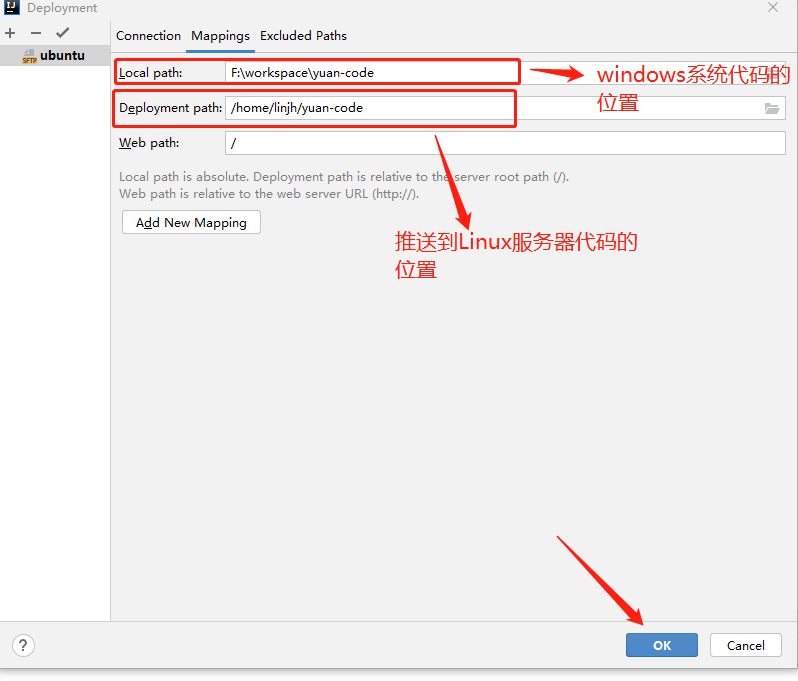 Deployment
ubuntu
SFTP
Connection Mappings Excluded Paths
Local path: F:\workspace\yuan-code
windows系统代码的
位置
Deployment path: /home/linjh/yuan-code
Web path: /
Local path is absolute. Deployment path is relative to the server root path (/).
Web path is relative to the web server URL (http://).
Add New Mapping
推送到Linux服务器代码的
位置
? OK Cancel